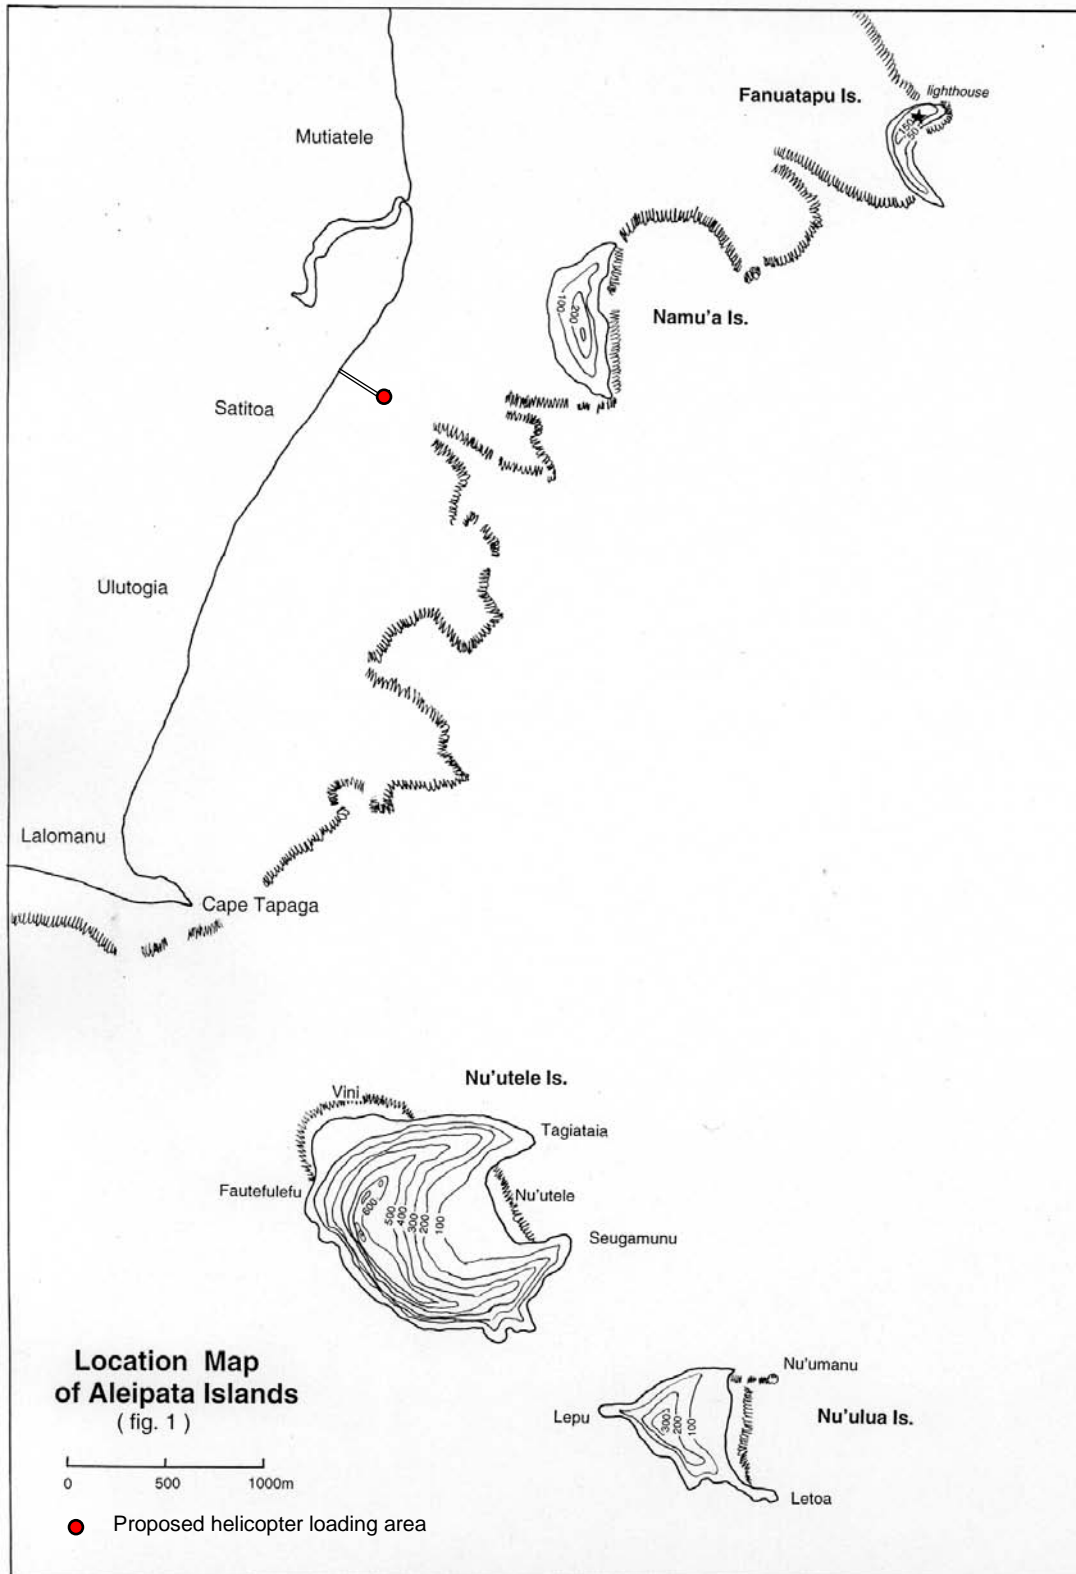 Fanuatapu Is.
lighthouse
150
50
Mutiatele
100
200
Namu'a Is.
Satitoa
Ulutogia
Lalomanu
Cape Tapaga
Nu'utele Is.
Vini
Tagiataia
Fautefulefu
Nu'utele
600
500
400
300
200
100
Seugamunu
Location Map
of Aleipata Islands
( fig. 1 )
Nu'umanu
Lepu
300
200
100
Nu'ulua Is.
Letoa
0 500 1000m
Proposed helicopter loading area